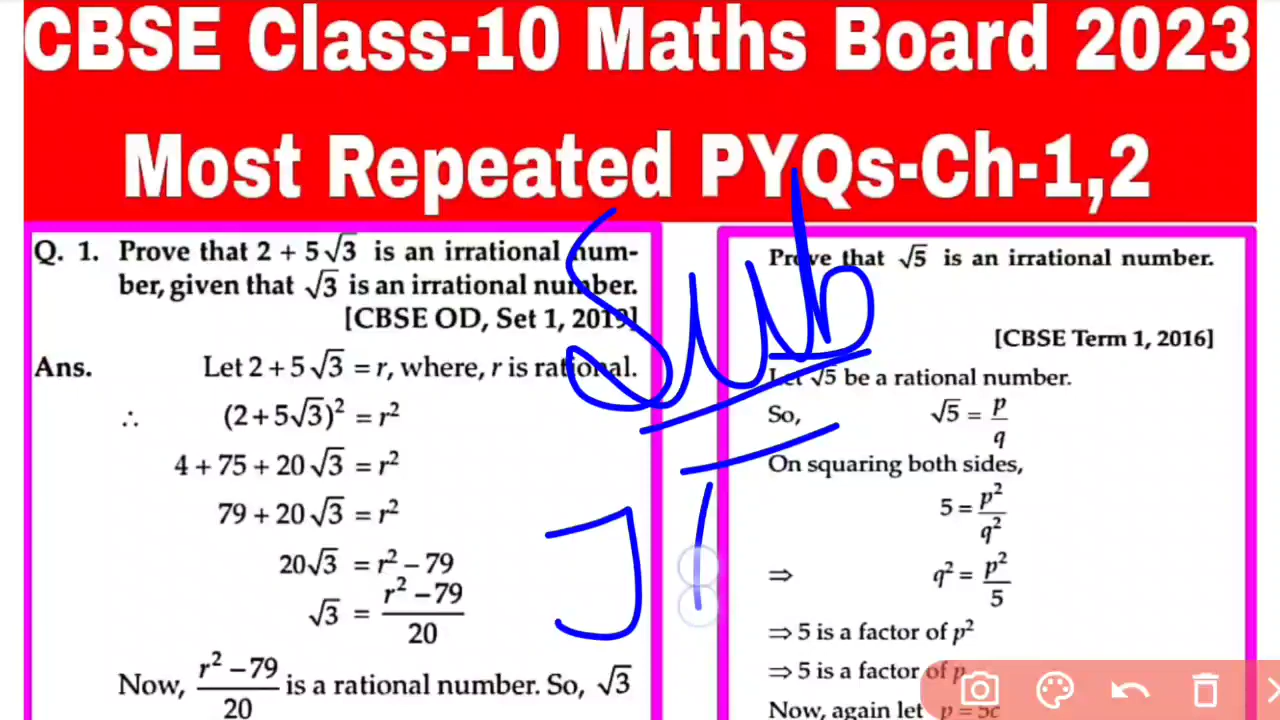 CBSE Class-10 Maths Board 2023
Most Repeated PYQs-Ch-1,2
Q. 1. Prove that 2 + 5√3 is an irrational num-
ber, given that √3 is an irrational number.
[CBSE OD, Set 1, 2019]
Ans. Let 2 + 5√3 = r, where, r is rational.
∴ (2 + 5√3)² = r²
4 + 75 + 20√3 = r²
79 + 20√3 = r²
20√3 = r² – 79
√3 = (r² – 79)/20
Now, (r² – 79)/20 is a rational number. So, √3
Prove that √5 is an irrational number.
[CBSE Term 1, 2016]
Let √5 be a rational number.
So, √5 = p/q
On squaring both sides,
5 = p²/q²
⇒ q² = p²/5
⇒ 5 is a factor of p²
⇒ 5 is a factor of p
Now, again let p = 5c
Sub